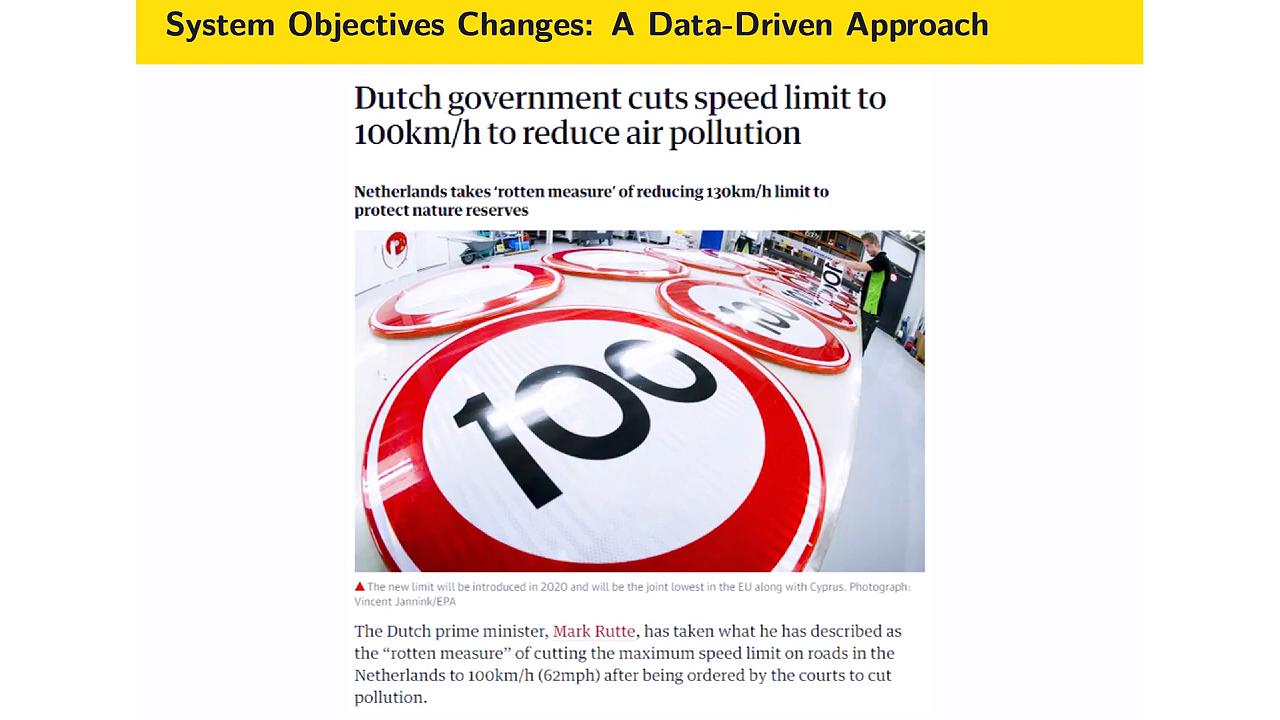 System Objectives Changes: A Data-Driven Approach
Dutch government cuts speed limit to
100km/h to reduce air pollution
Netherlands takes ‘rotten measure’ of reducing 130km/h limit to
protect nature reserves
100
100
100
The new limit will be introduced in 2020 and will be the joint lowest in the EU along with Cyprus. Photograph:
Vincent Jannink/EPA
The Dutch prime minister, Mark Rutte, has taken what he has described as
the “rotten measure” of cutting the maximum speed limit on roads in the
Netherlands to 100km/h (62mph) after being ordered by the courts to cut
pollution.